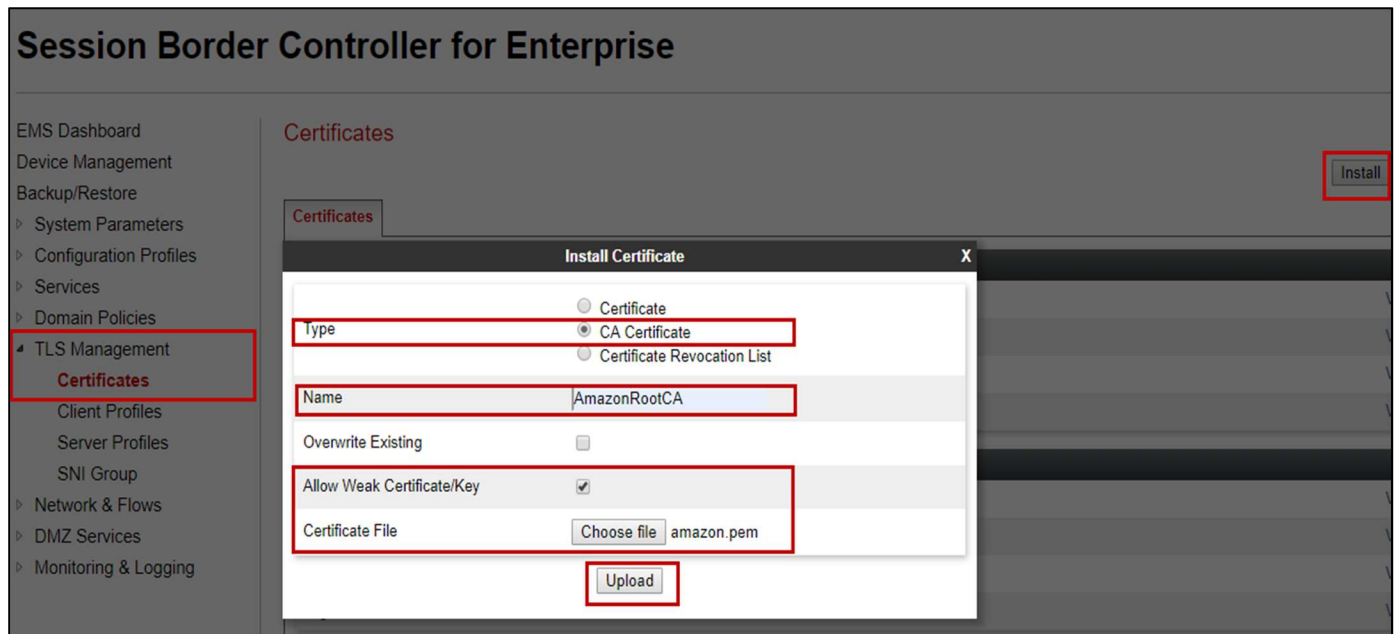 Session Border Controller for Enterprise
EMS Dashboard
Device Management
Backup/Restore
System Parameters
Configuration Profiles
Services
Domain Policies
TLS Management
Certificates
Client Profiles
Server Profiles
SNI Group
Network & Flows
DMZ Services
Monitoring & Logging
Certificates
Install
Certificates
Install Certificate X
Certificate
Type CA Certificate
Certificate Revocation List
Name AmazonRootCA
Overwrite Existing
Allow Weak Certificate/Key
Certificate File Choose file amazon.pem
Upload